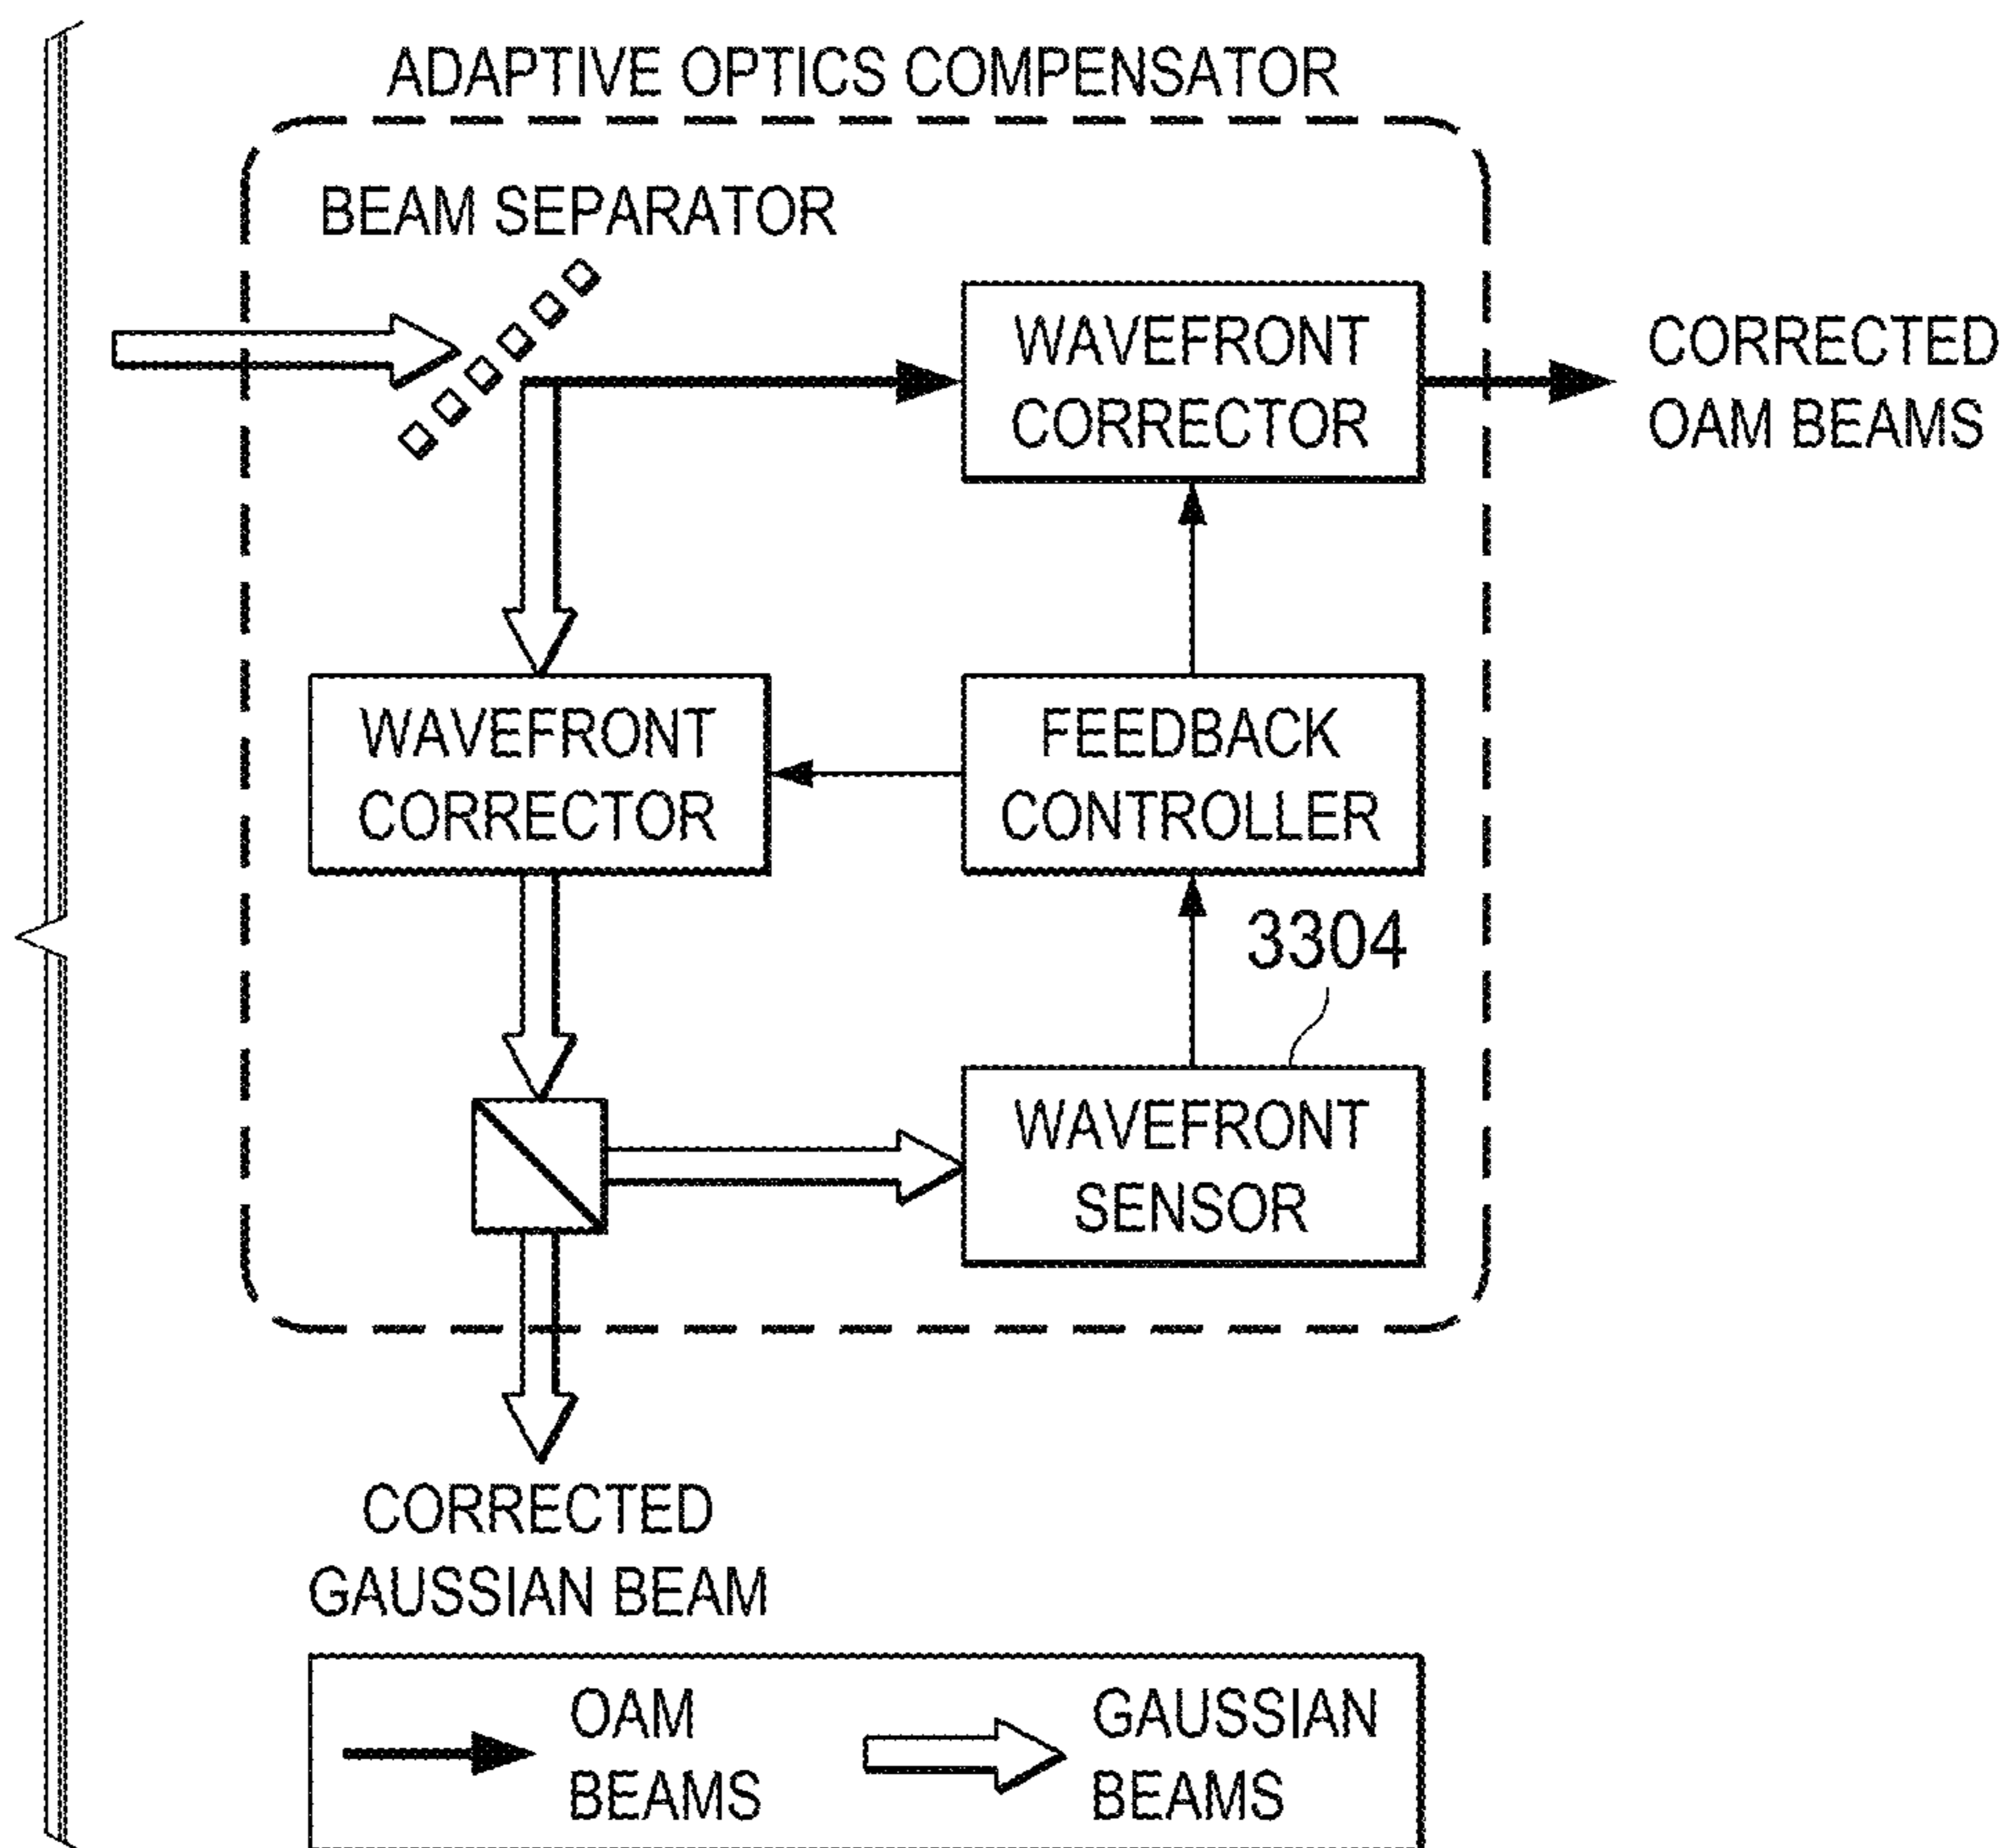 ADAPTIVE OPTICS COMPENSATOR
BEAM SEPARATOR
WAVEFRONT
CORRECTOR
CORRECTED
OAM BEAMS
WAVEFRONT
CORRECTOR
FEEDBACK
CONTROLLER
3304
WAVEFRONT
SENSOR
CORRECTED
GAUSSIAN BEAM
OAM
BEAMS
GAUSSIAN
BEAMS